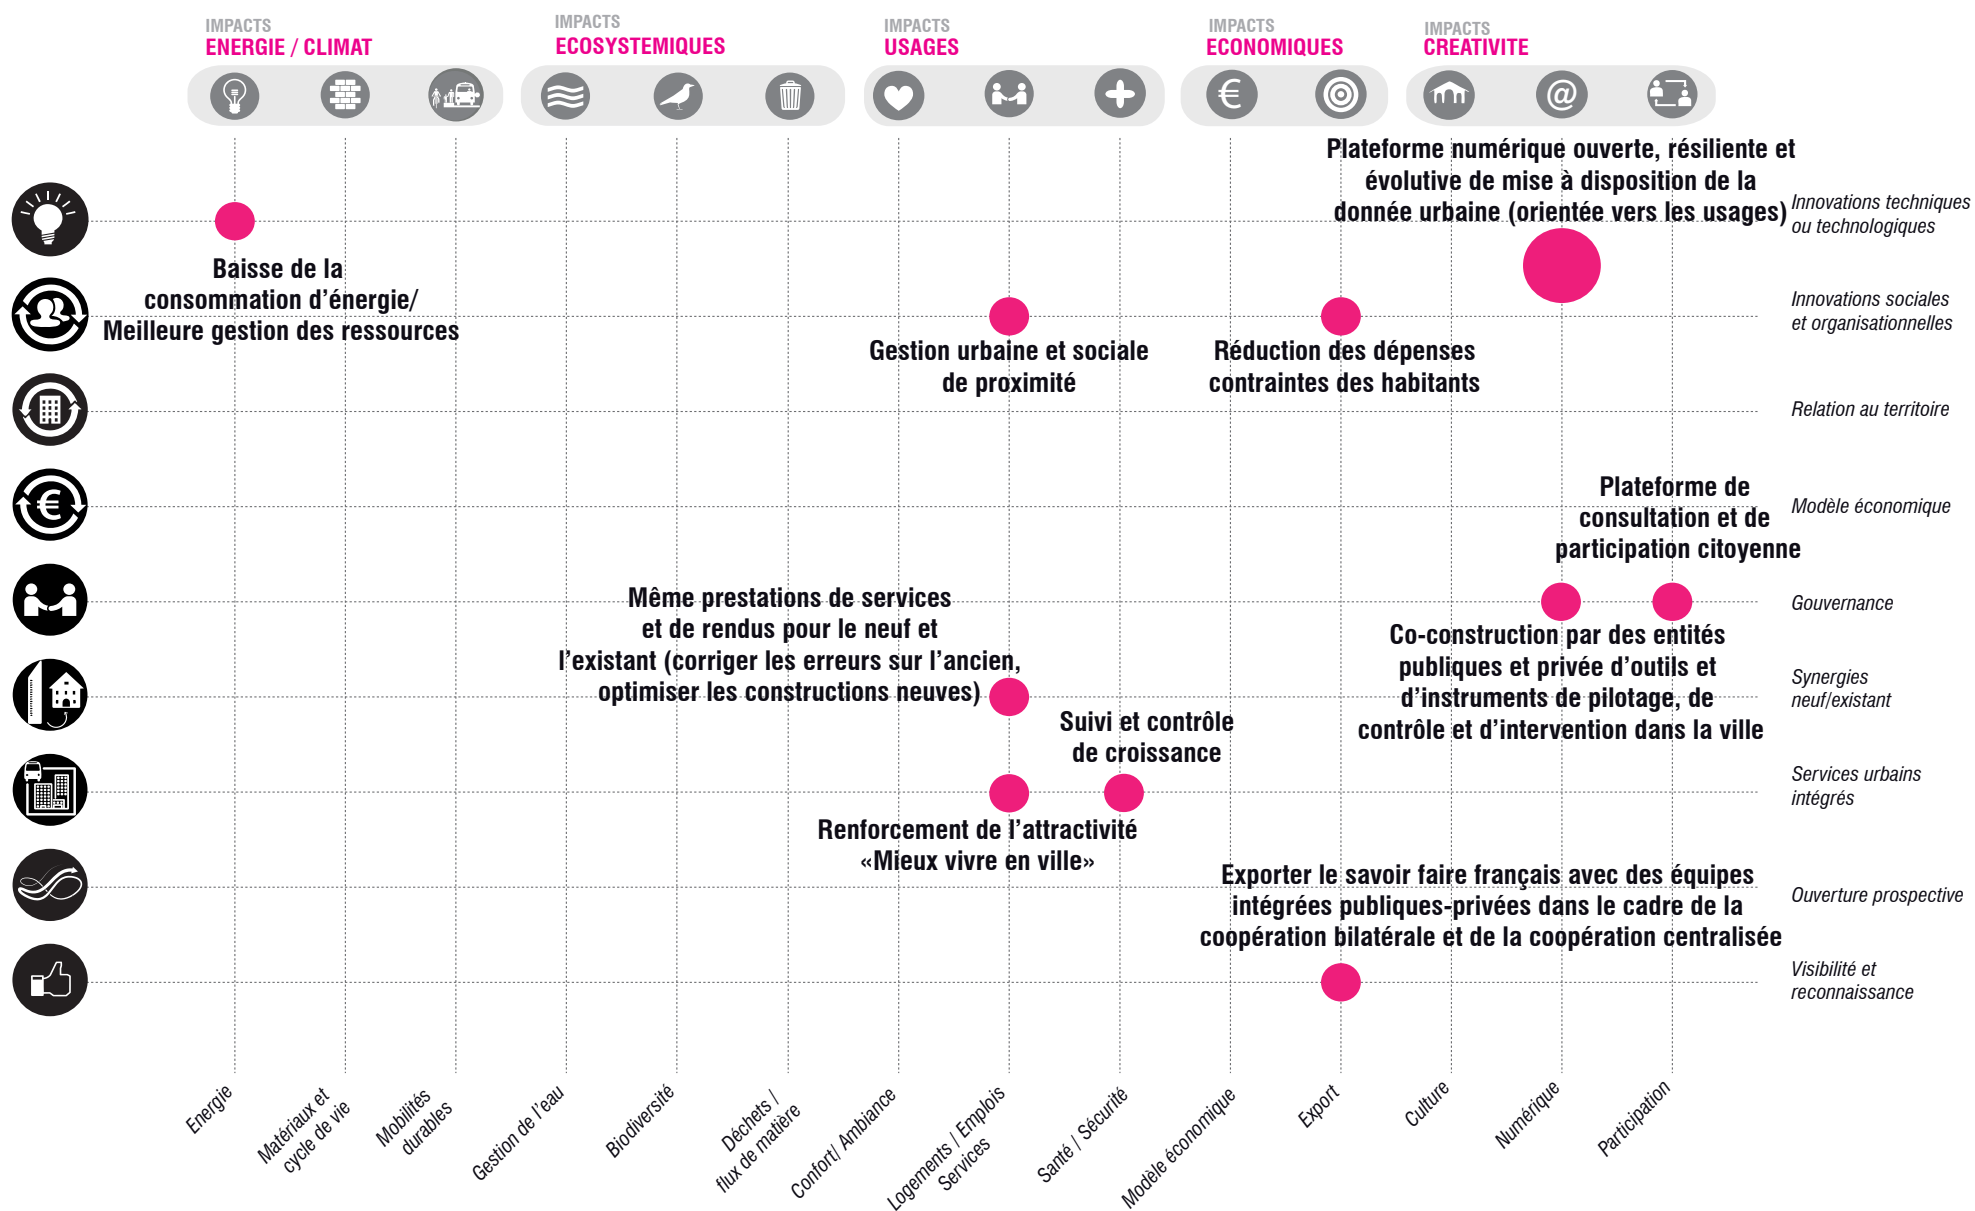 IMPACTS
ENERGIE / CLIMAT
IMPACTS
ECOSYSTEMIQUES
IMPACTS
USAGES
IMPACTS
ECONOMIQUES
IMPACTS
CREATIVITE
€
@
Plateforme numérique ouverte, résiliente et
évolutive de mise à disposition de la
donnée urbaine (orientée vers les usages)
Innovations techniques
ou technologiques
Baisse de la
consommation d'énergie/
Meilleure gestion des ressources
Innovations sociales
et organisationnelles
Gestion urbaine et sociale
de proximité
Réduction des dépenses
contraintes des habitants
Relation au territoire
€
Plateforme de
consultation et de
participation citoyenne
Modèle économique
Même prestations de services
et de rendus pour le neuf et
l'existant (corriger les erreurs sur l'ancien,
optimiser les constructions neuves)
Gouvernance
Co-construction par des entités
publiques et privée d'outils et
d'instruments de pilotage, de
contrôle et d'intervention dans la ville
Synergies
neuf/existant
Suivi et contrôle
de croissance
Services urbains
intégrés
Renforcement de l'attractivité
«Mieux vivre en ville»
Exporter le savoir faire français avec des équipes
intégrées publiques-privées dans le cadre de la
coopération bilatérale et de la coopération centralisée
Ouverture prospective
Visibilité et
reconnaissance
Energie
Matériaux et
cycle de vie
Mobilités
durables
Gestion de l'eau
Biodiversité
Déchets /
flux de matière
Confort/ Ambiance
Logements / Emplois
Services
Santé / Sécurité
Modèle économique
Export
Culture
Numérique
Participation